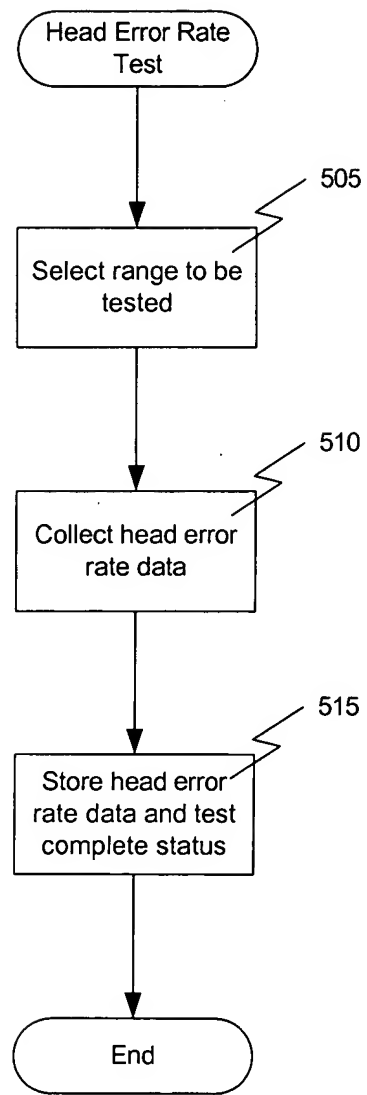 Head Error Rate
Test
505
Select range to be
tested
510
Collect head error
rate data
515
Store head error
rate data and test
complete status
End